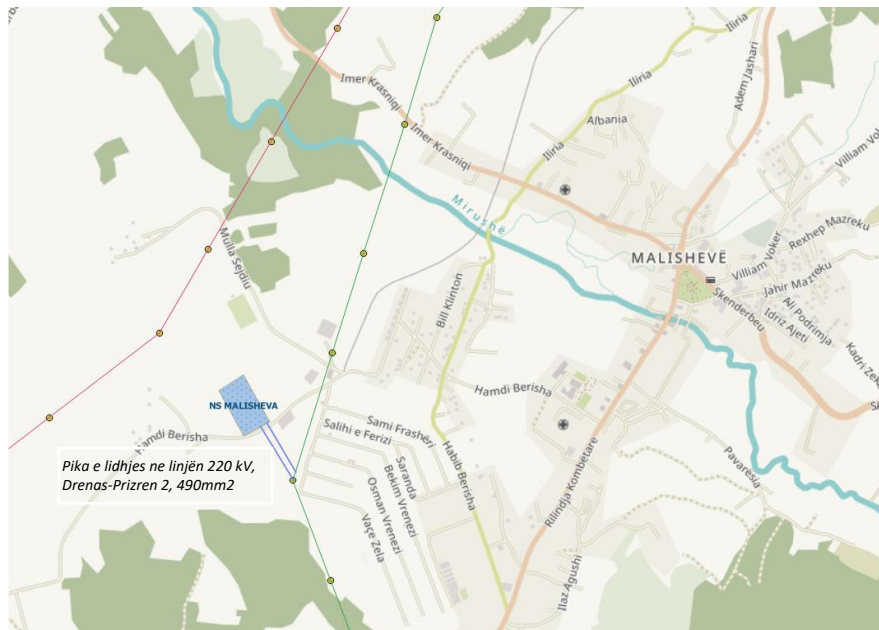 Iliria
Imer Krasniqi
Iliria
Adem Jashari
Albania
Imer Krasniqi
Iliria
Villiam Voker
Mirushë
Rexhep Mazreku
Mulla Sejdiu
MALISHEVË
Villiam Voker
Jahir Mazreku
Skenderbeu
Ali Podrimja
Idriz Ajeti
Bill Klinton
Kadri Zeka
Hamdi Berisha
NS MALISHEVA
Hamdi Berisha
Sami Frashëri
Salihi e Ferizi
Pika e lidhjes ne linjën 220 kV,
Drenas-Prizren 2, 490mm2
Saranda
Bekim Vrenezi
Osman Vrenezi
Vaçe Zela
Habib Berisha
Rilindja Kombëtare
Pavarësia
Ilaz Agushi